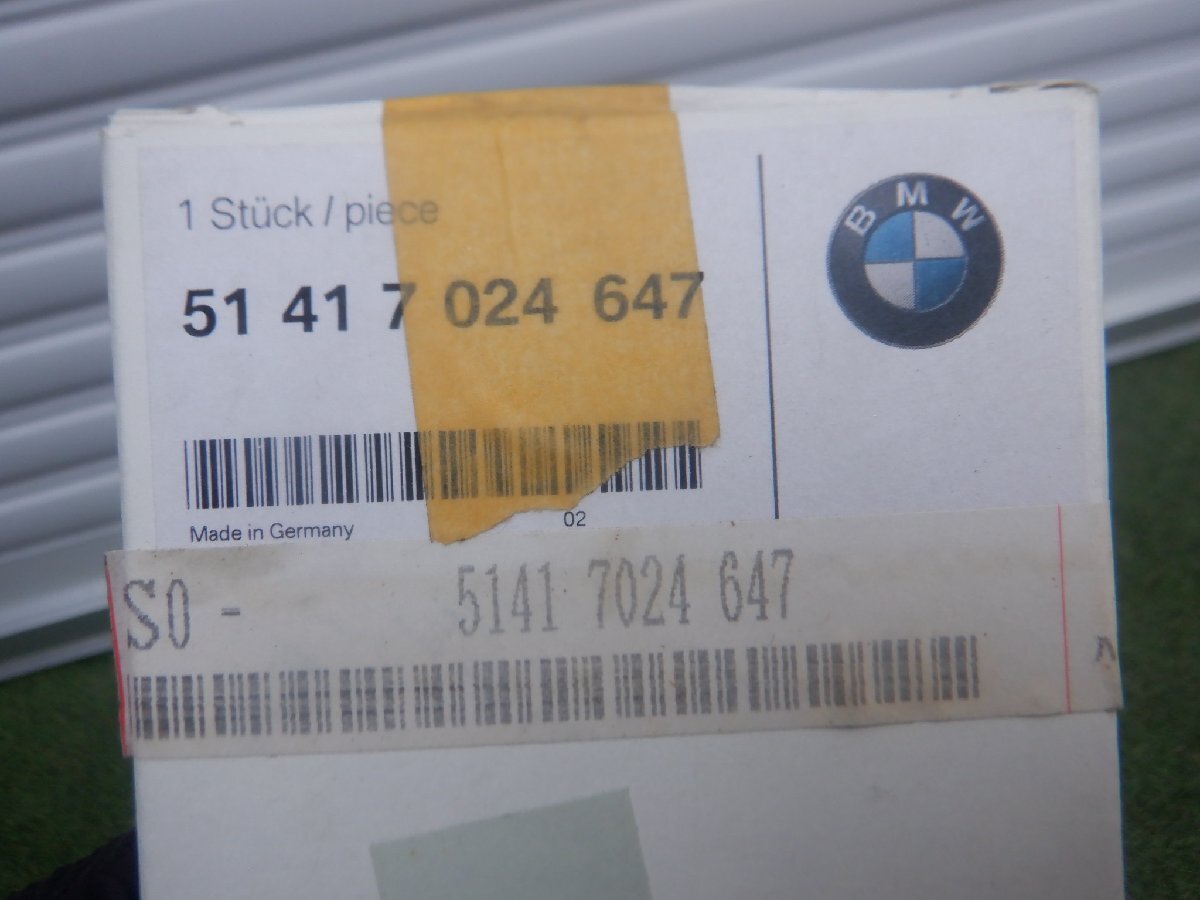 1 Stück / piece
BMW
51 41 7 024 647
Made in Germany
02
S0 - 5141 7024 647